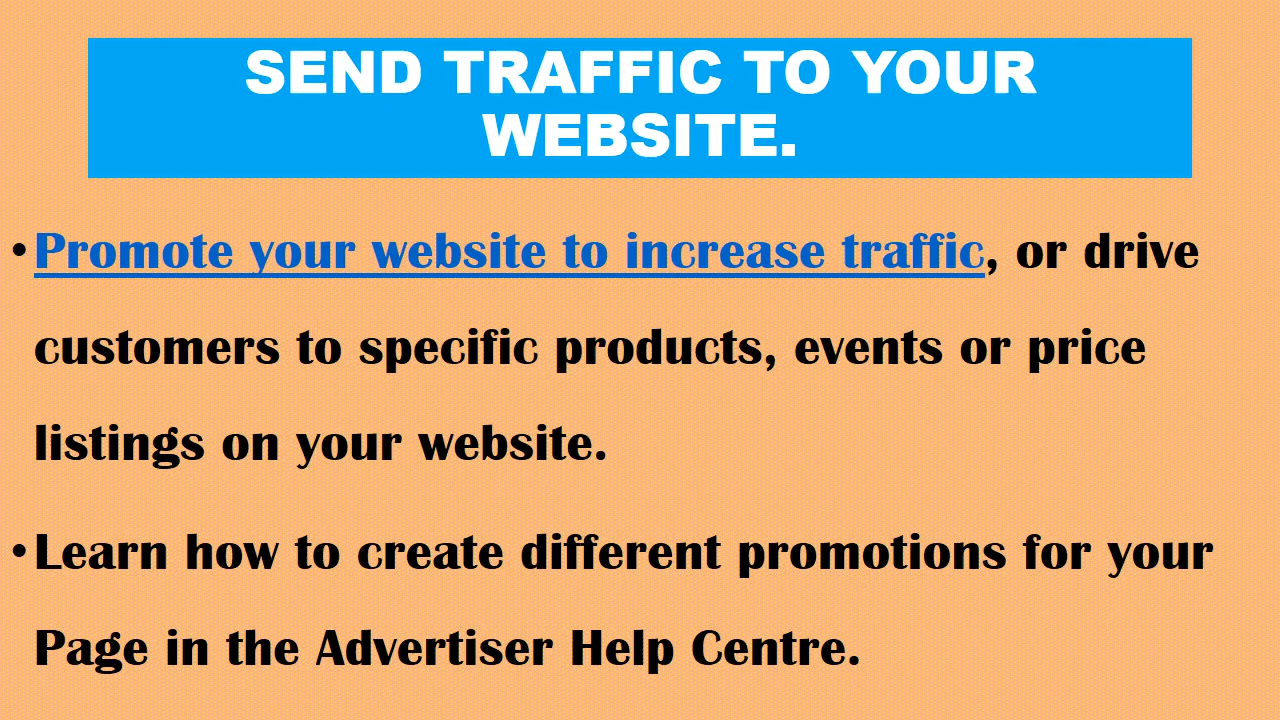 SEND TRAFFIC TO YOUR
WEBSITE.
•Promote your website to increase traffic, or drive
customers to specific products, events or price
listings on your website.
•Learn how to create different promotions for your
Page in the Advertiser Help Centre.